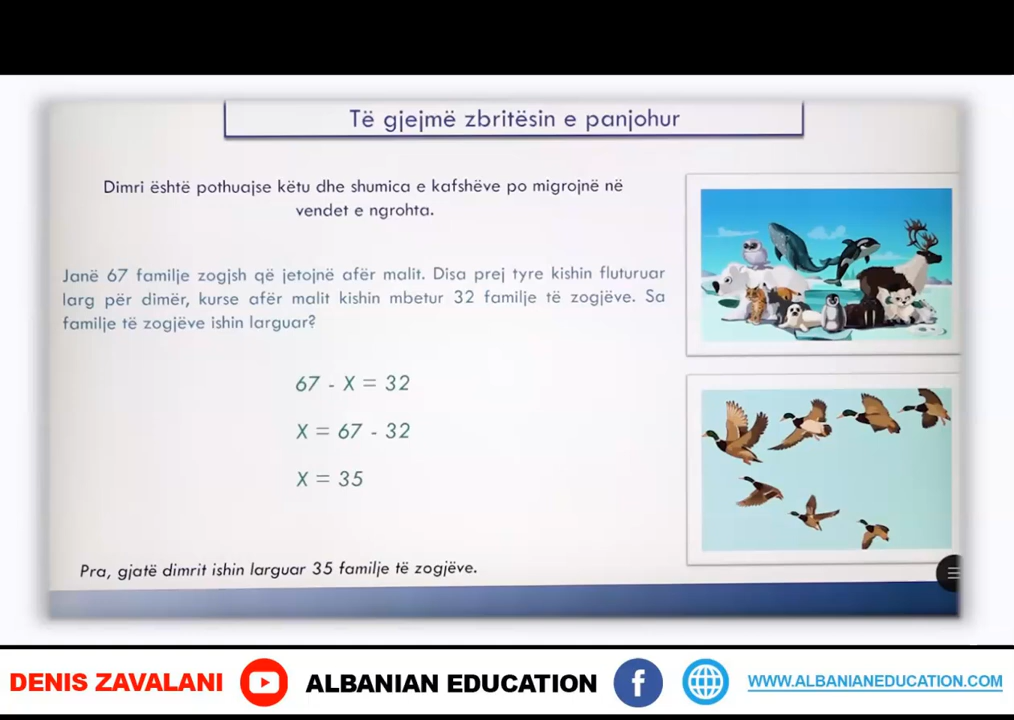 Të gjejmë zbritësin e panjohur
Dimri është pothuajse këtu dhe shumica e kafshëve po migrojnë në
vendet e ngrohta.
Janë 67 familje zogjsh që jetojnë afër malit. Disa prej tyre kishin fluturuar
larg për dimër, kurse afër malit kishin mbetur 32 familje të zogjëve. Sa
familje të zogjëve ishin larguar?
67 - X = 32
X = 67 - 32
X = 35
Pra, gjatë dimrit ishin larguar 35 familje të zogjëve.
DENIS ZAVALANI ALBANIAN EDUCATION f WWW.ALBANIANEDUCATION.COM